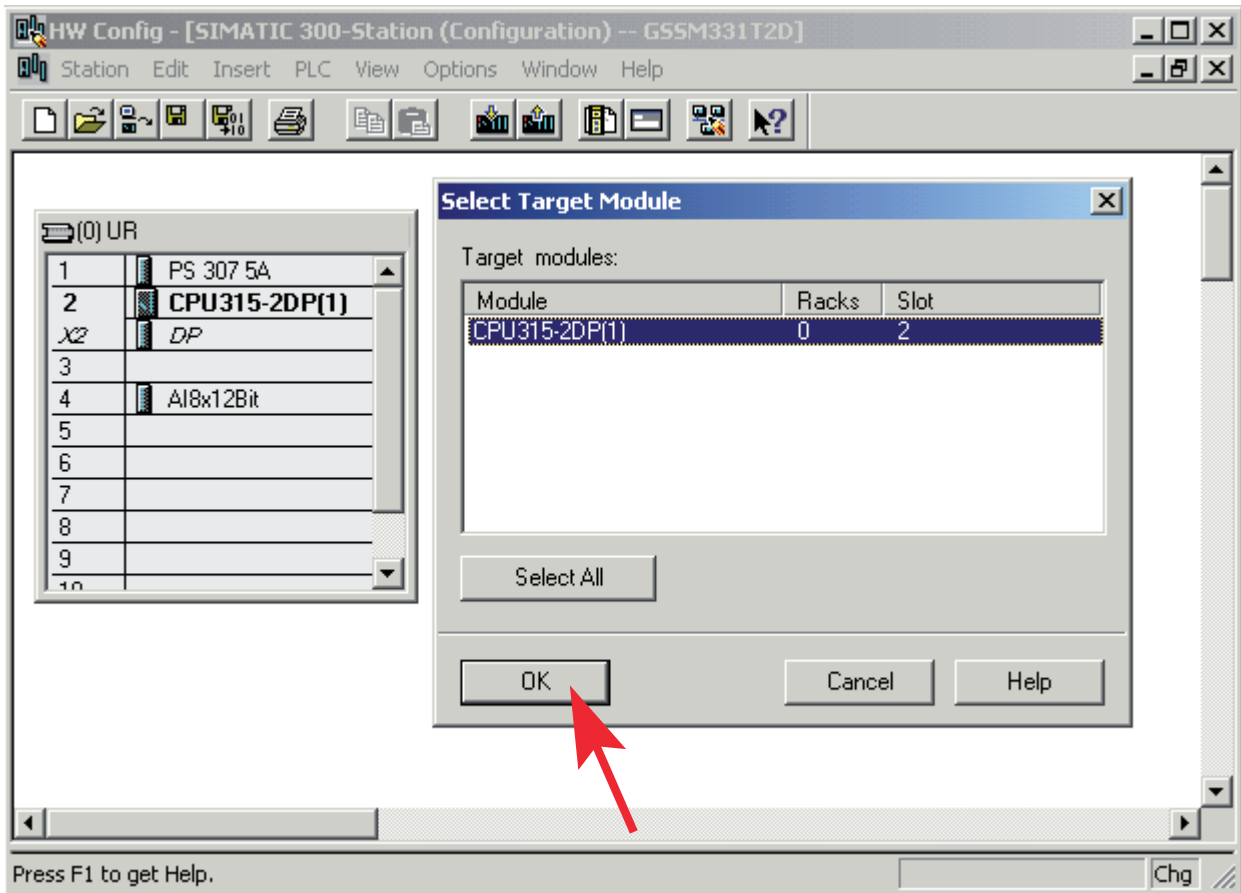 HW Config - [SIMATIC 300-Station (Configuration) -- GSSM331T2D]
Station Edit Insert PLC View Options Window Help
(0) UR
1 PS 307 5A
2 CPU315-2DP(1)
X2 DP
3
4 AI8x12Bit
5
6
7
8
9
10
Select Target Module
Target modules:
Module Racks Slot
CPU315-2DP(1) 0 2
Select All
OK Cancel Help
Press F1 to get Help. Chg